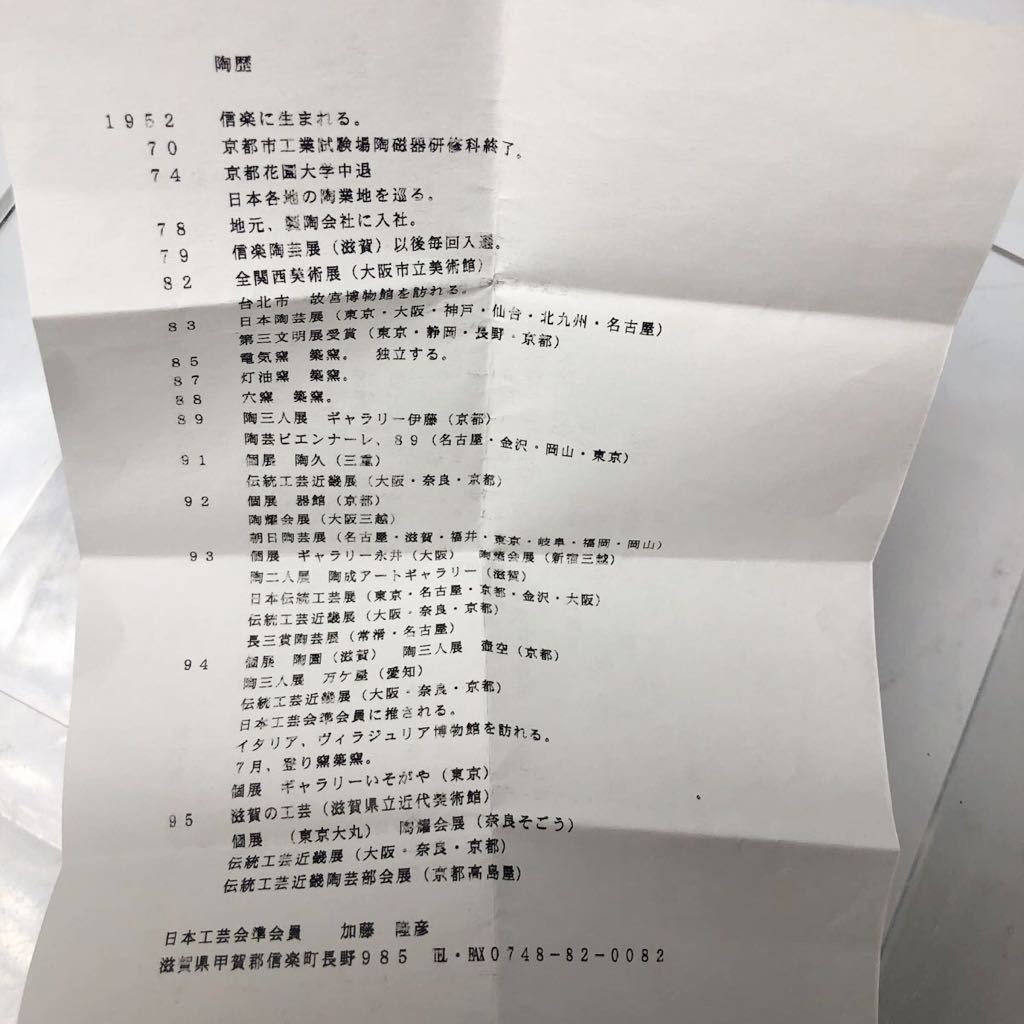 陶歴
1952 信楽に生まれる。
70 京都市工業試験場陶磁器研修科終了。
74 京都花園大学中退
日本各地の陶業地を巡る。
78 地元、製陶会社に入社。
79 信楽陶芸展(滋賀)以後毎回入選。
82 全関西美術展(大阪市立美術館)
台北市 故宮博物館を訪れる。
83 日本陶芸展(東京・大阪・神戸・仙台・北九州・名古屋)
第三文明展受賞(東京・静岡・長野・京都)
85 電気窯 築窯。 独立する。
87 灯油窯 築窯。
88 穴窯 築窯。
89 陶三人展 ギャラリー伊藤(京都)
陶芸ビエンナーレ、89(名古屋・金沢・岡山・東京)
91 個展 陶久(三重)
伝統工芸近畿展(大阪・奈良・京都)
92 個展 器館(京都)
陶耀会展(大阪三越)
朝日陶芸展(名古屋・滋賀・福井・東京・岐阜・福岡・岡山)
93 個展 ギャラリー永井(大阪) 陶耀会展(新宿三越)
陶二人展 陶成アートギャラリー(滋賀)
日本伝統工芸展(東京・名古屋・京都・金沢・大阪)
伝統工芸近畿展(大阪・奈良・京都)
長三賞陶芸展(常滑・名古屋)
94 個展 陶園(滋賀) 陶三人展 壺空(京都)
陶三人展 万ケ屋(愛知)
伝統工芸近畿展(大阪・奈良・京都)
日本工芸会準会員に推される。
イタリア、ヴィラジュリア博物館を訪れる。
7月、登り窯築窯。
個展 ギャラリーいそがや(東京)
95 滋賀の工芸(滋賀県立近代美術館)
個展 (東京大丸) 陶耀会展(奈良そごう)
伝統工芸近畿展(大阪・奈良・京都)
伝統工芸近畿陶芸部会展(京都高島屋)
日本工芸会準会員 加藤 隆彦
滋賀県甲賀郡信楽町長野985 TEL・FAX0748-82-0082